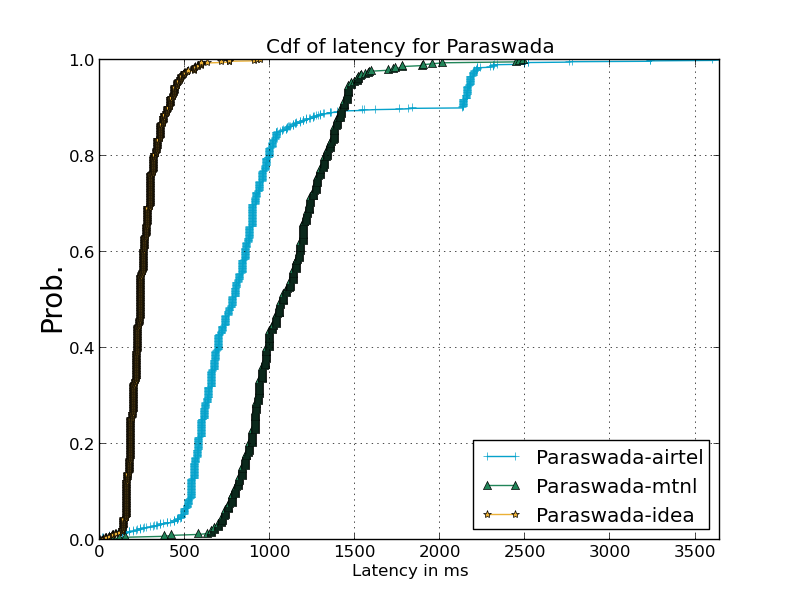 Cdf of latency for Paraswada
Prob.
1.0
0.8
0.6
0.4
0.2
0.0
0 500 1000 1500 2000 2500 3000 3500
Latency in ms
Paraswada-airtel
Paraswada-mtnl
Paraswada-idea